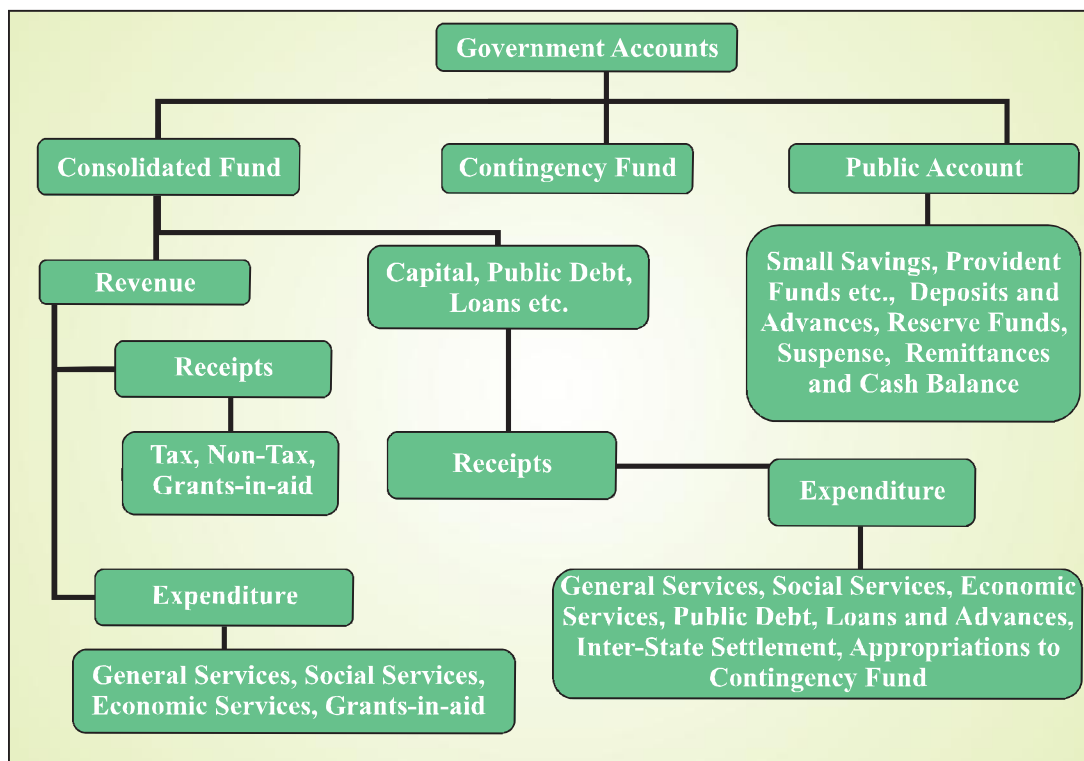 Government Accounts
Consolidated Fund
Contingency Fund
Public Account
Revenue
Capital, Public Debt,
Loans etc.
Small Savings, Provident
Funds etc., Deposits and
Advances, Reserve Funds,
Suspense, Remittances
and Cash Balance
Receipts
Tax, Non-Tax,
Grants-in-aid
Receipts
Expenditure
Expenditure
General Services, Social Services,
Economic Services, Grants-in-aid
General Services, Social Services, Economic
Services, Public Debt, Loans and Advances,
Inter-State Settlement, Appropriations to
Contingency Fund